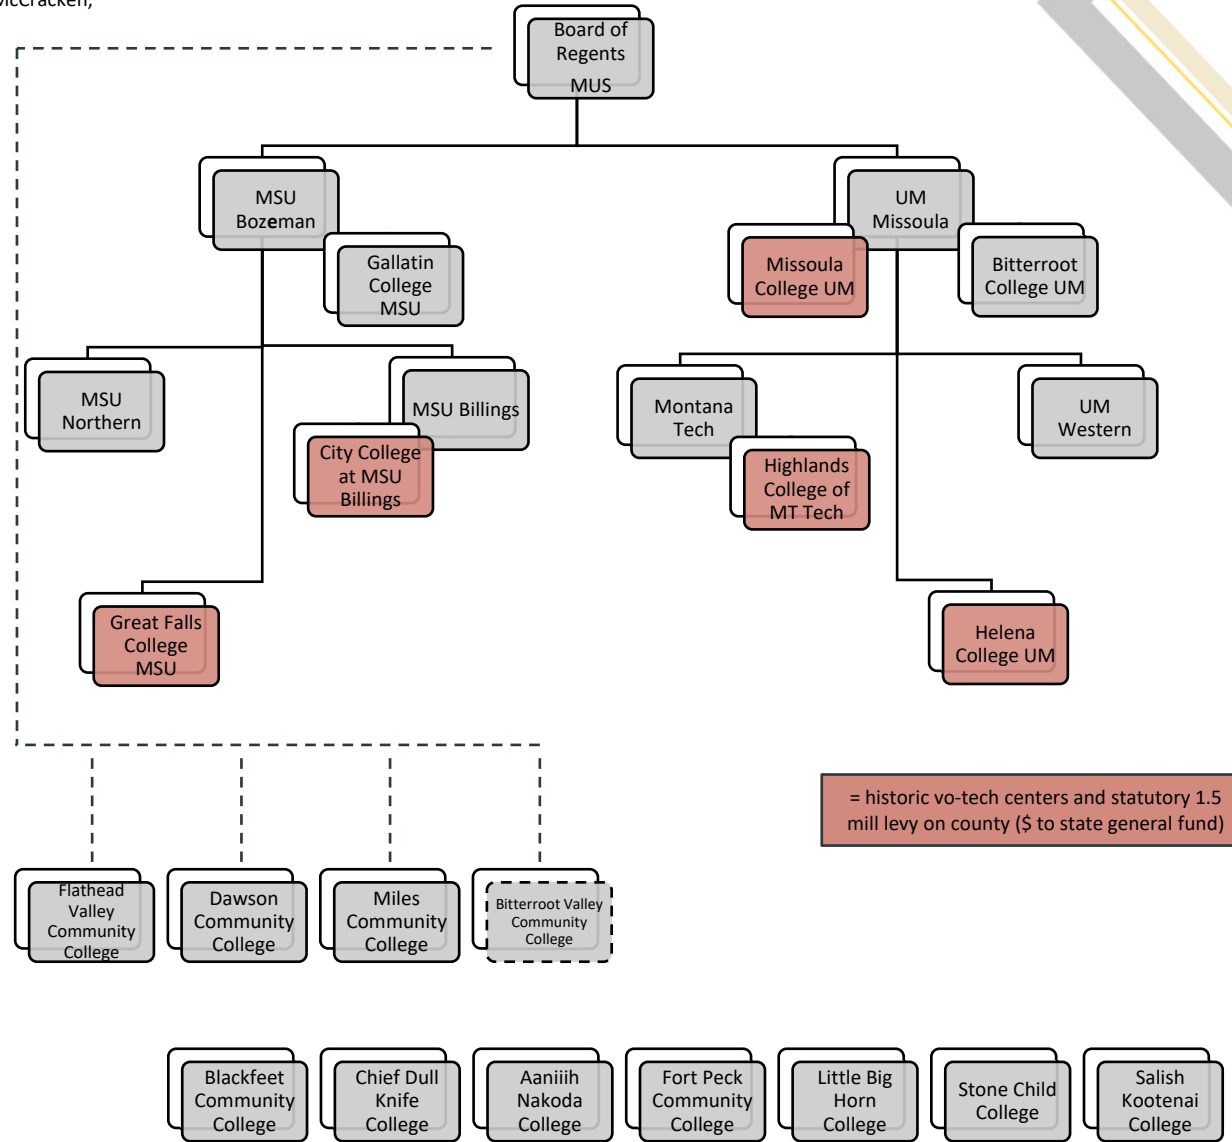 McCracken,
Board of
Regents
MUS
MSU
Bozeman
UM
Missoula
Gallatin
College
MSU
Missoula
College UM
Bitterroot
College UM
MSU
Northern
MSU Billings
City College
at MSU
Billings
Montana
Tech
Highlands
College of
MT Tech
UM
Western
Great Falls
College
MSU
Helena
College UM
= historic vo-tech centers and statutory 1.5
mill levy on county ($ to state general fund)
Flathead
Valley
Community
College
Dawson
Community
College
Miles
Community
College
Bitterroot Valley
Community
College
Blackfeet
Community
College
Chief Dull
Knife
College
Aaniiih
Nakoda
College
Fort Peck
Community
College
Little Big
Horn
College
Stone Child
College
Salish
Kootenai
College